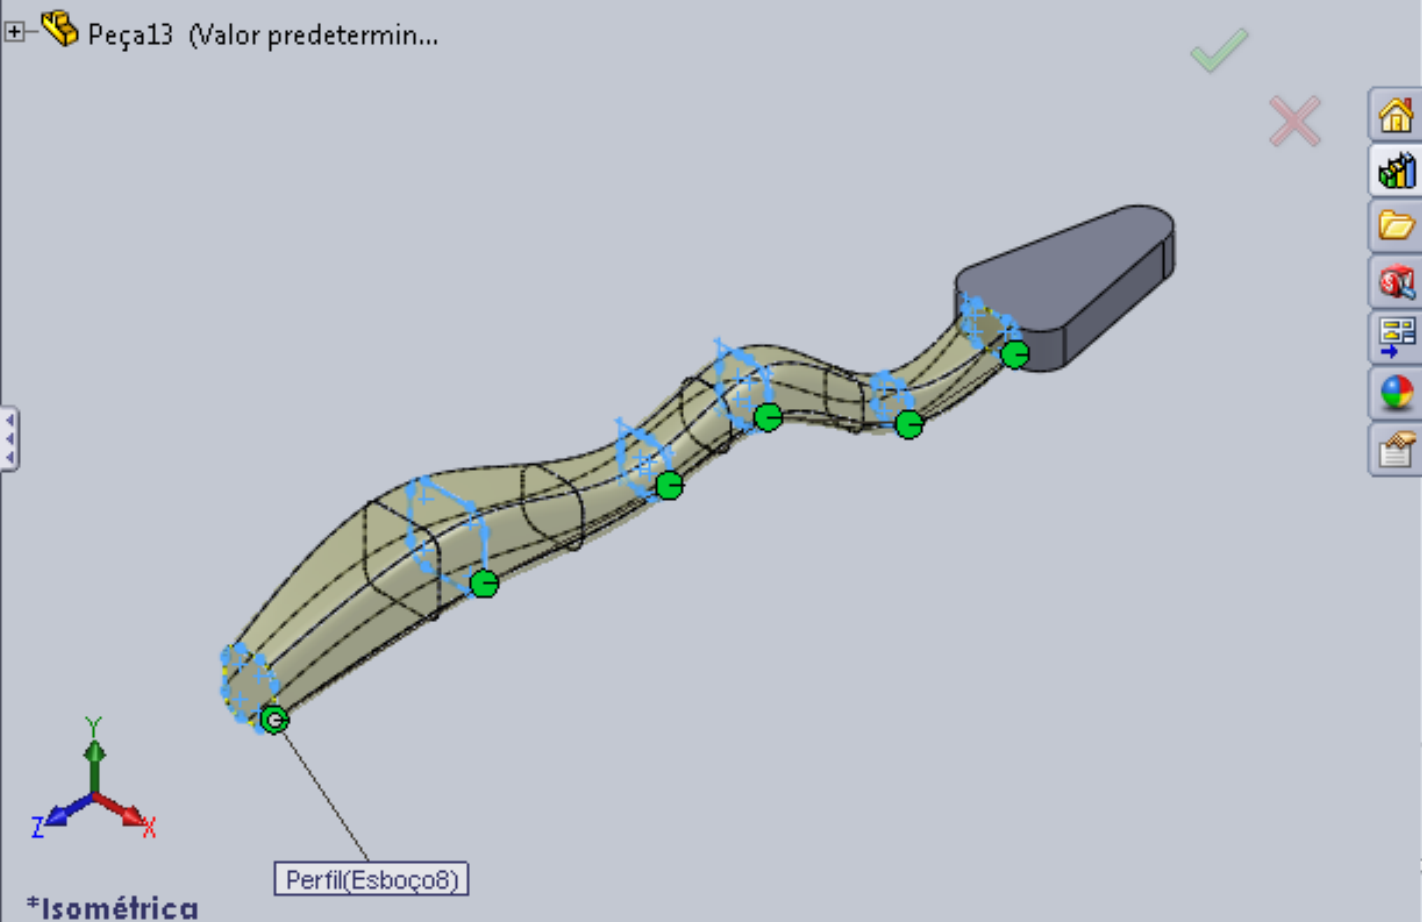 Peça13 (Valor predetermin...
Y
Z
X
Perfil(Esboço8)
*Isométrica